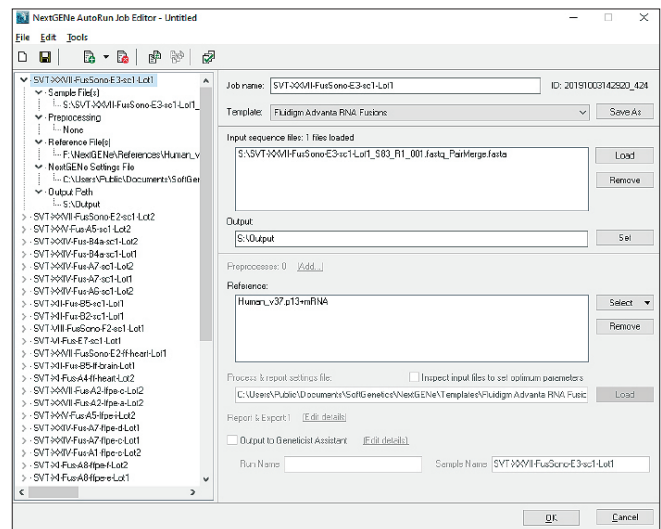 NextGENe AutoRun Job Editor - Untitled
File Edit Tools
SVT-XXVII-FusSono-E3-sc1-Lot1
Sample File(s)
S:\SVT-XXVII-FusSono-E3-sc1-Lot1_
Preprocessing
None
Reference File(s)
F:\NextGENe\References\Human_v
NextGENe Settings File
C:\Users\Public\Documents\SoftGer
Output Path
S:\Output
SVT-XXVII-FusSono-E2-sc1-Lot2
SVT-XXIV-Fus-A5-sc1-Lot2
SVT-XXIV-Fus-B4a-sc1-Lot2
SVT-XXIV-Fus-B4a-sc1-Lot1
SVT-XXIV-Fus-A7-sc1-Lot2
SVT-XXIV-Fus-A7-sc1-Lot1
SVT-XXIV-Fus-A6-sc1-Lot2
SVT-XI-Fus-B5-sc1-Lot1
SVT-XI-Fus-B2-sc1-Lot1
SVT-VIII-FusSono-F2-sc1-Lot1
SVT-VI-Fus-E7-sc1-Lot1
SVT-XXVII-FusSono-E2-ff-heart-Lot1
SVT-XI-Fus-B5-ff-brain-Lot1
SVT-XI-Fus-A4-ff-heart-Lot2
SVT-XXVII-Fus-A2-ffpe-c-Lot2
SVT-XXVII-Fus-A2-ffpe-a-Lot2
SVT-XXIV-Fus-A5-ffpe-i-Lot2
SVT-XXIV-Fus-A7-ffpe-d-Lot1
SVT-XXIV-Fus-A7-ffpe-c-Lot1
SVT-XXIV-Fus-A1-ffpe-c-Lot2
SVT-XI-Fus-A8-ffpe-f-Lot2
SVT-XI-Fus-A8-ffpe-e-Lot1
Job name: SVT-XXVII-FusSono-E3-sc1-Lot1 ID: 20191003142920_424
Template: Fluidigm Advanta RNA Fusions Save As
Input sequence files: 1 files loaded
S:\SVT-XXVII-FusSono-E3-sc1-Lot1_S83_R1_001.fastq_PairMerge.fasta
Load
Remove
Output:
S:\Output Set
Preprocesses: 0 [Add...]
Reference:
Human_v37.p13+mRNA
Select
Remove
Process & report settings file: Inspect input files to set optimum parameters
C:\Users\Public\Documents\SoftGenetics\NextGENe\Templates\Fluidigm Advanta RNA Fusic Load
Report & Export:1 [Edit details]
Output to Geneticist Assistant [Edit details]
Run Name Sample Name SVT-XXVII-FusSono-E3-sc1-Lot1
OK Cancel